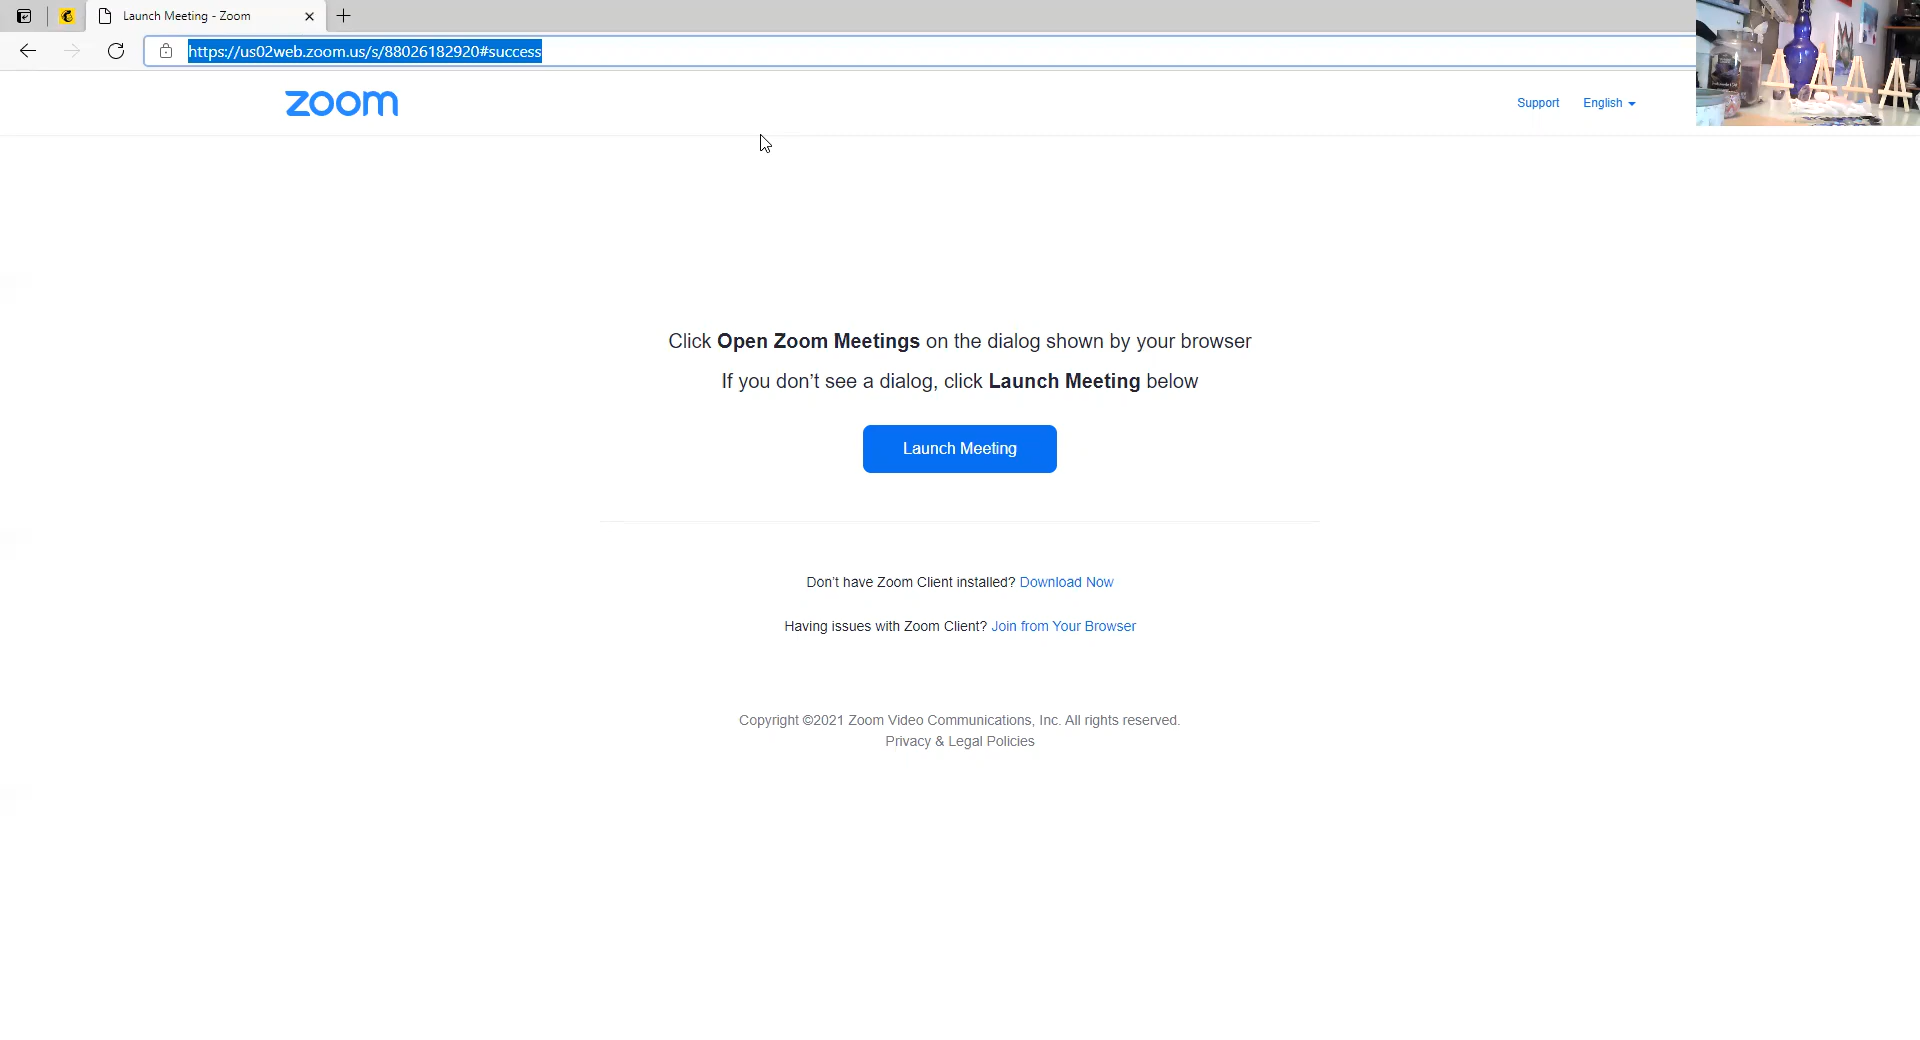 Launch Meeting - Zoom
https://us02web.zoom.us/s/88026182920#success
zoom
Support
English
Click Open Zoom Meetings on the dialog shown by your browser
If you don’t see a dialog, click Launch Meeting below
Launch Meeting
Don’t have Zoom Client installed? Download Now
Having issues with Zoom Client? Join from Your Browser
Copyright ©2021 Zoom Video Communications, Inc. All rights reserved.
Privacy & Legal Policies